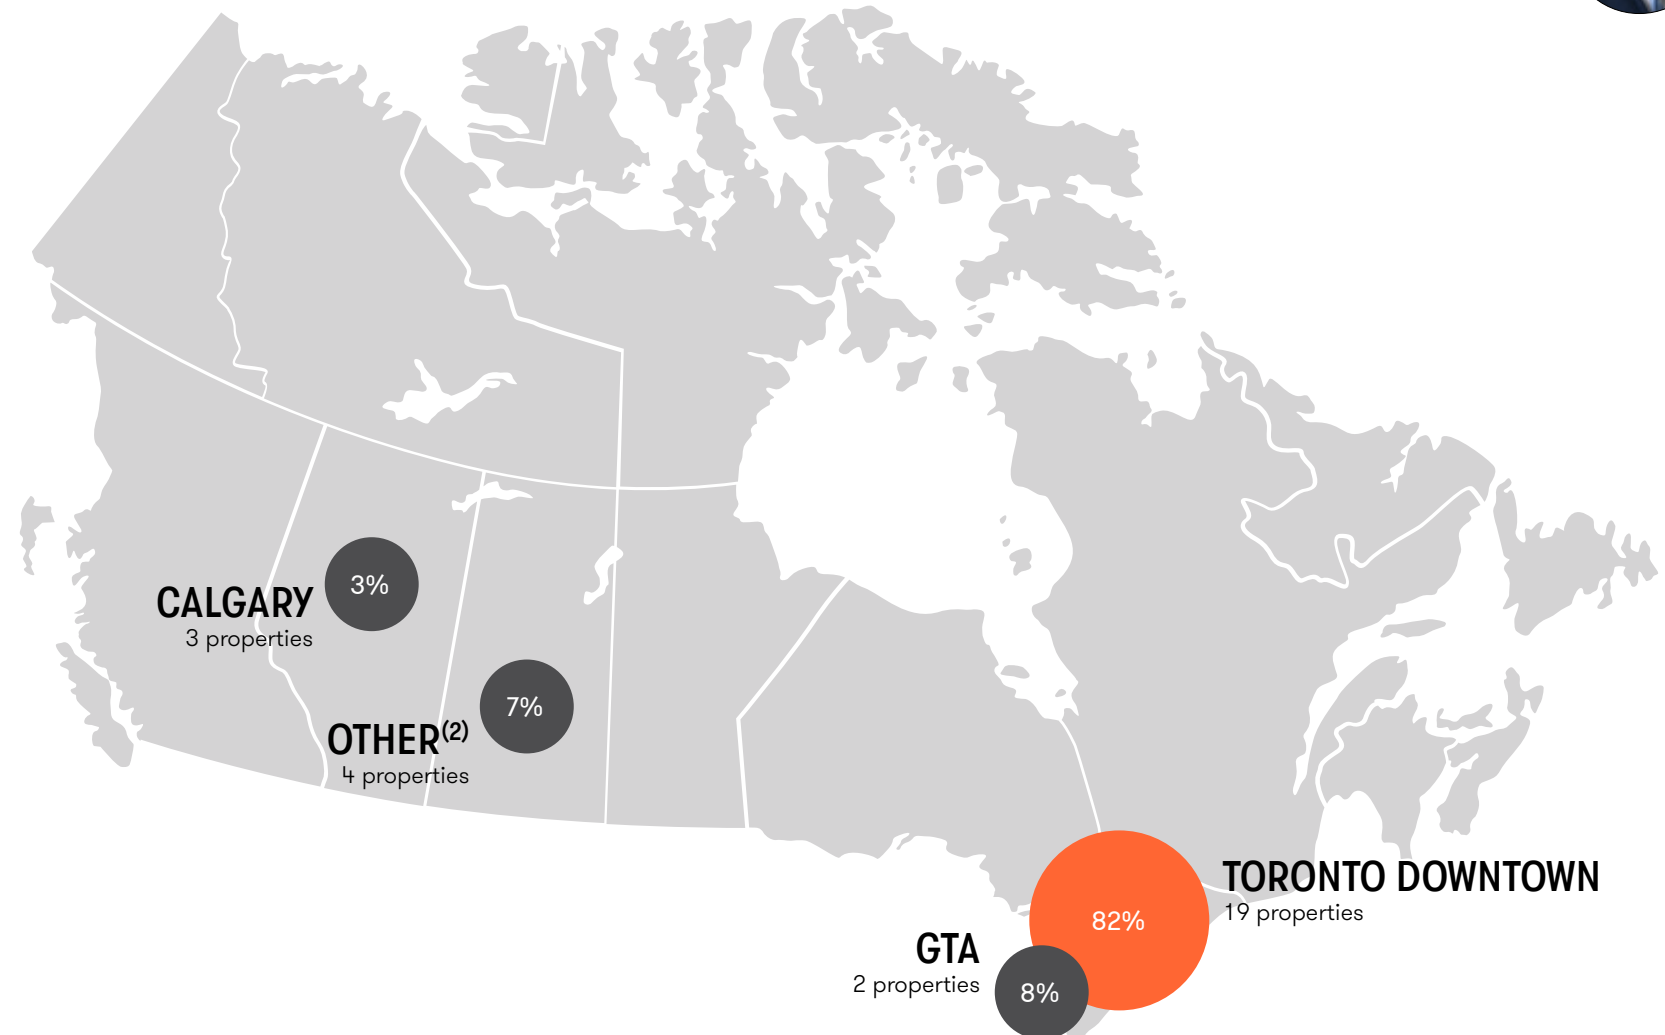 3%
CALGARY
3 properties
7%
OTHER(2)
4 properties
82%
TORONTO DOWNTOWN
19 properties
GTA
2 properties
8%